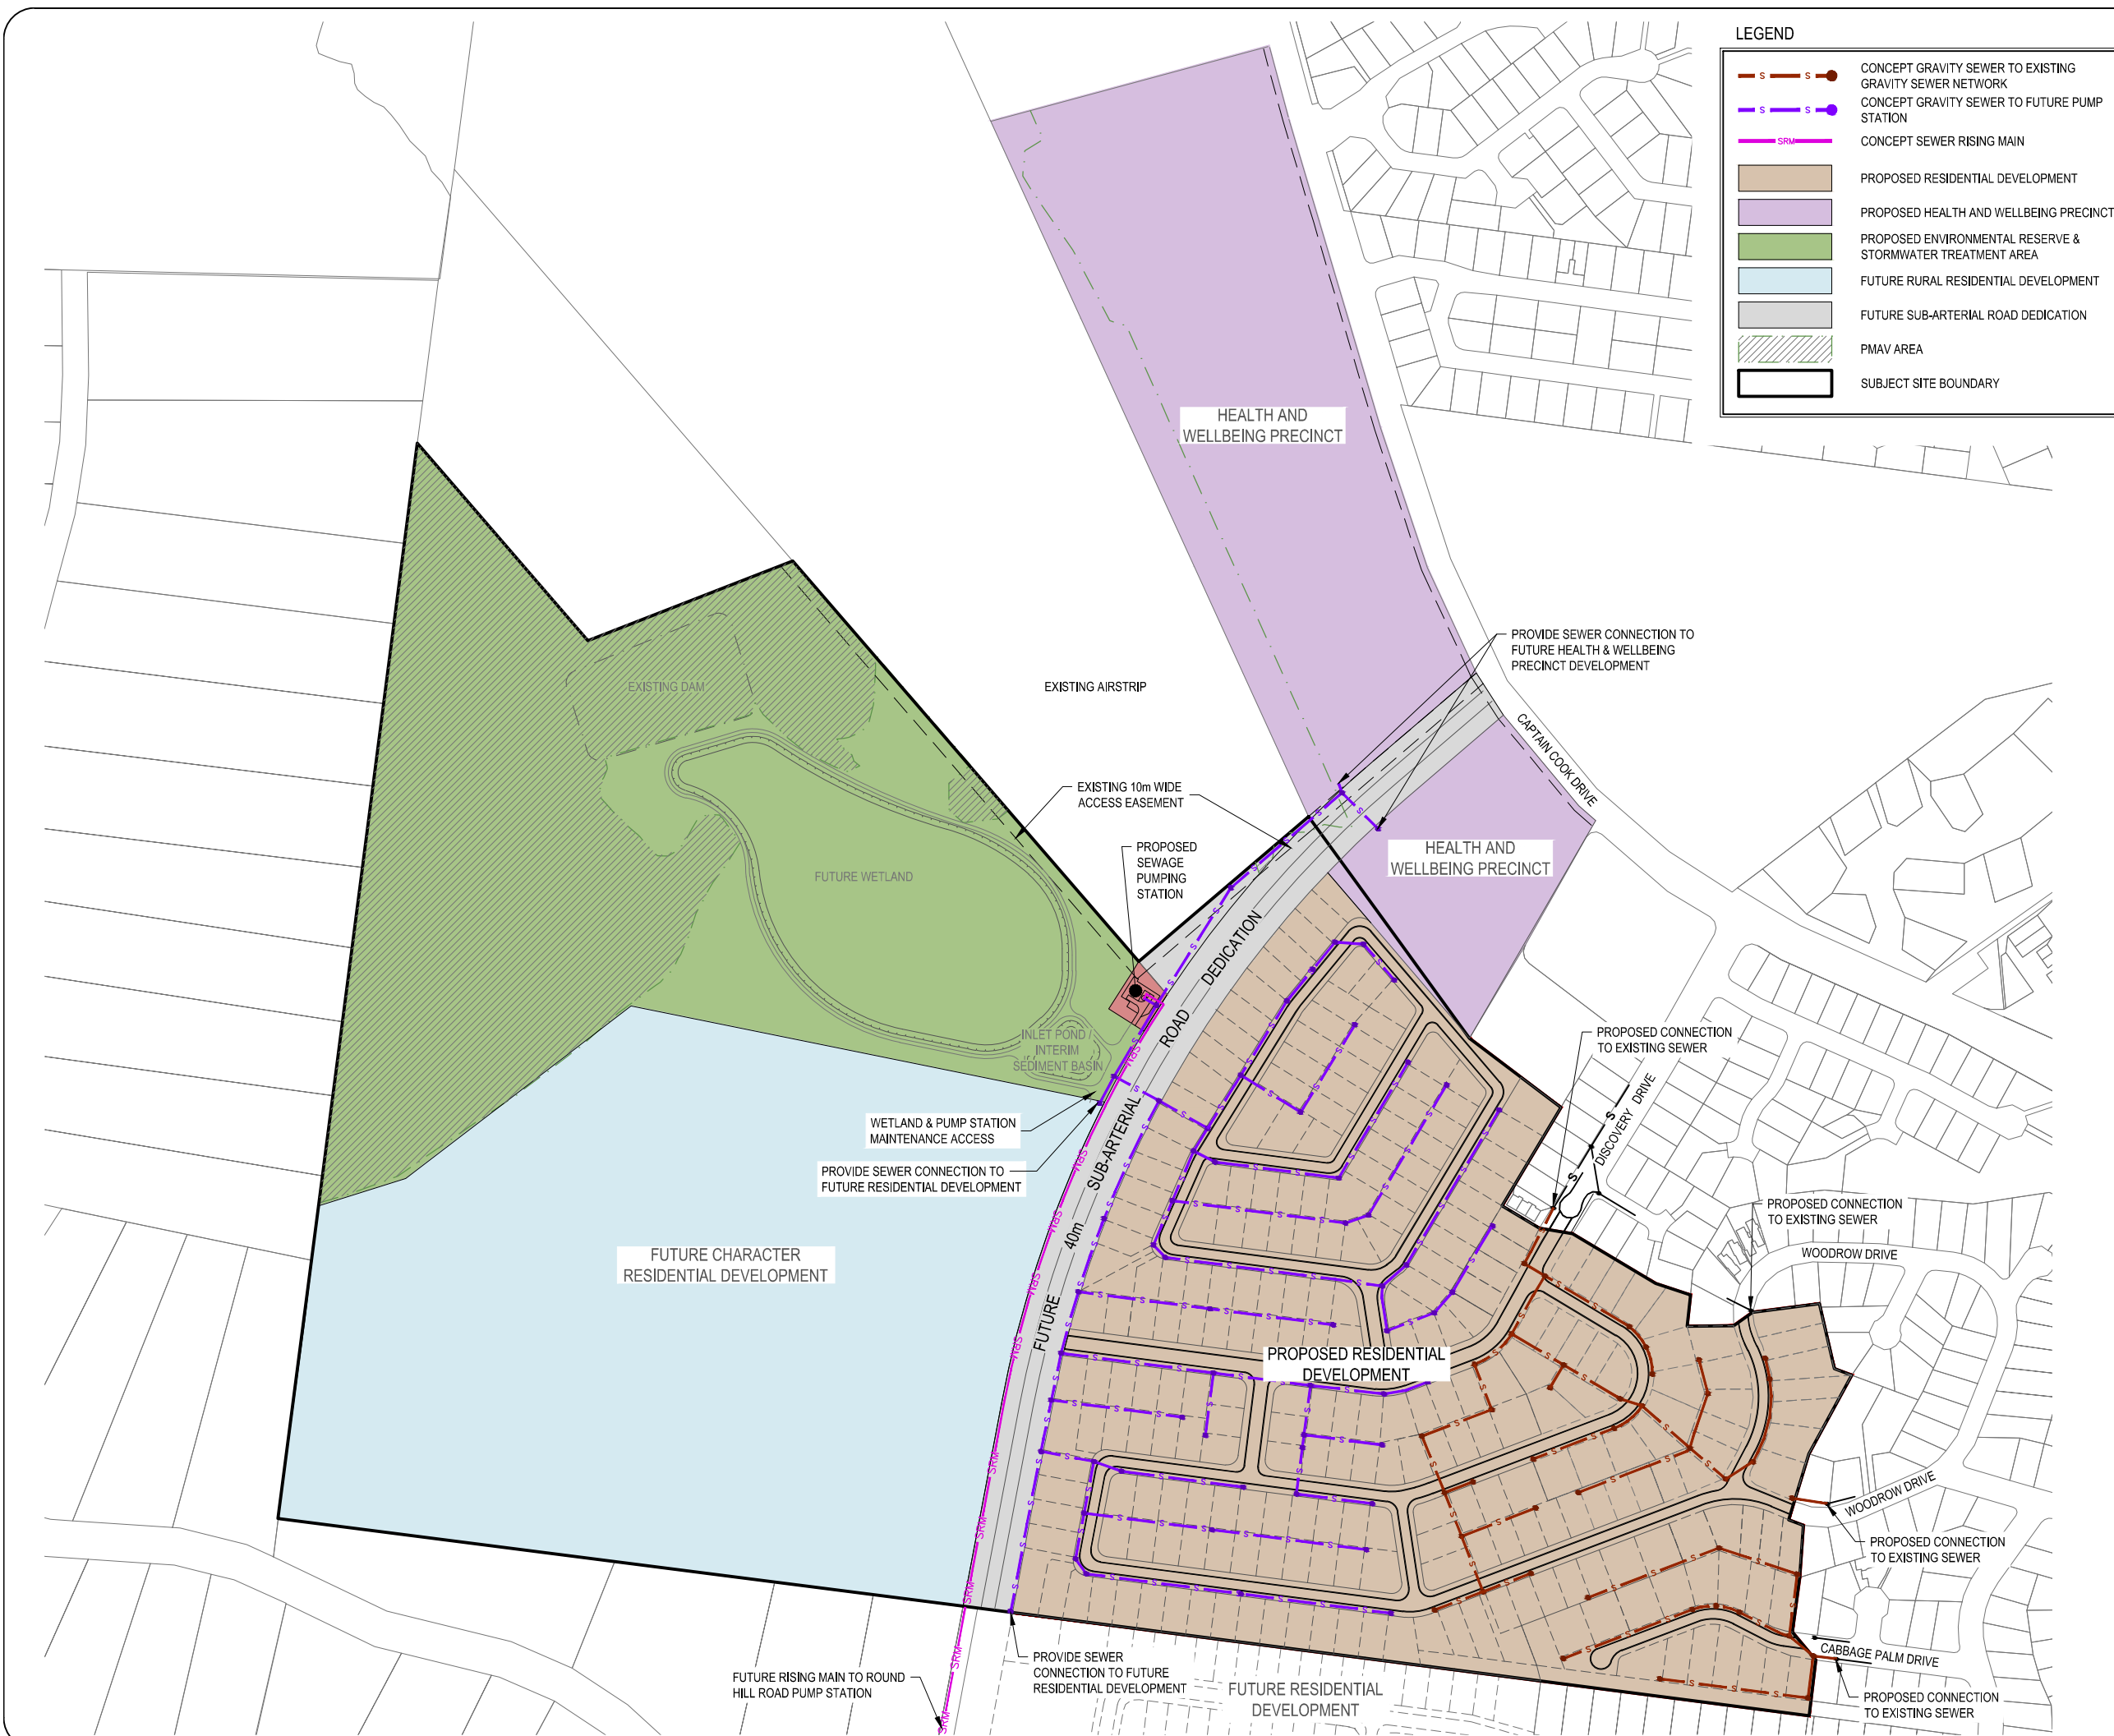 LEGEND
CONCEPT GRAVITY SEWER TO EXISTING
GRAVITY SEWER NETWORK
CONCEPT GRAVITY SEWER TO FUTURE PUMP
STATION
SRM
CONCEPT SEWER RISING MAIN
PROPOSED RESIDENTIAL DEVELOPMENT
PROPOSED HEALTH AND WELLBEING PRECINCT
PROPOSED ENVIRONMENTAL RESERVE &
STORMWATER TREATMENT AREA
FUTURE RURAL RESIDENTIAL DEVELOPMENT
FUTURE SUB-ARTERIAL ROAD DEDICATION
PMAV AREA
SUBJECT SITE BOUNDARY
HEALTH AND
WELLBEING PRECINCT
PROVIDE SEWER CONNECTION TO
FUTURE HEALTH & WELLBEING
PRECINCT DEVELOPMENT
EXISTING DAM
EXISTING AIRSTRIP
CAPTAIN COOK DRIVE
EXISTING 10m WIDE
ACCESS EASEMENT
PROPOSED
SEWAGE
PUMPING
STATION
HEALTH AND
WELLBEING PRECINCT
FUTURE WETLAND
INLET POND /
INTERIM
SEDIMENT BASIN
FUTURE 40m SUB-ARTERIAL ROAD DEDICATION
PROPOSED CONNECTION
TO EXISTING SEWER
DISCOVERY DRIVE
WETLAND & PUMP STATION
MAINTENANCE ACCESS
PROVIDE SEWER CONNECTION TO
FUTURE RESIDENTIAL DEVELOPMENT
PROPOSED CONNECTION
TO EXISTING SEWER
WOODROW DRIVE
FUTURE CHARACTER
RESIDENTIAL DEVELOPMENT
PROPOSED RESIDENTIAL
DEVELOPMENT
WOODROW DRIVE
PROPOSED CONNECTION
TO EXISTING SEWER
CABBAGE PALM DRIVE
PROVIDE SEWER
CONNECTION TO FUTURE
RESIDENTIAL DEVELOPMENT
FUTURE RISING MAIN TO ROUND
HILL ROAD PUMP STATION
FUTURE RESIDENTIAL
DEVELOPMENT
PROPOSED CONNECTION
TO EXISTING SEWER